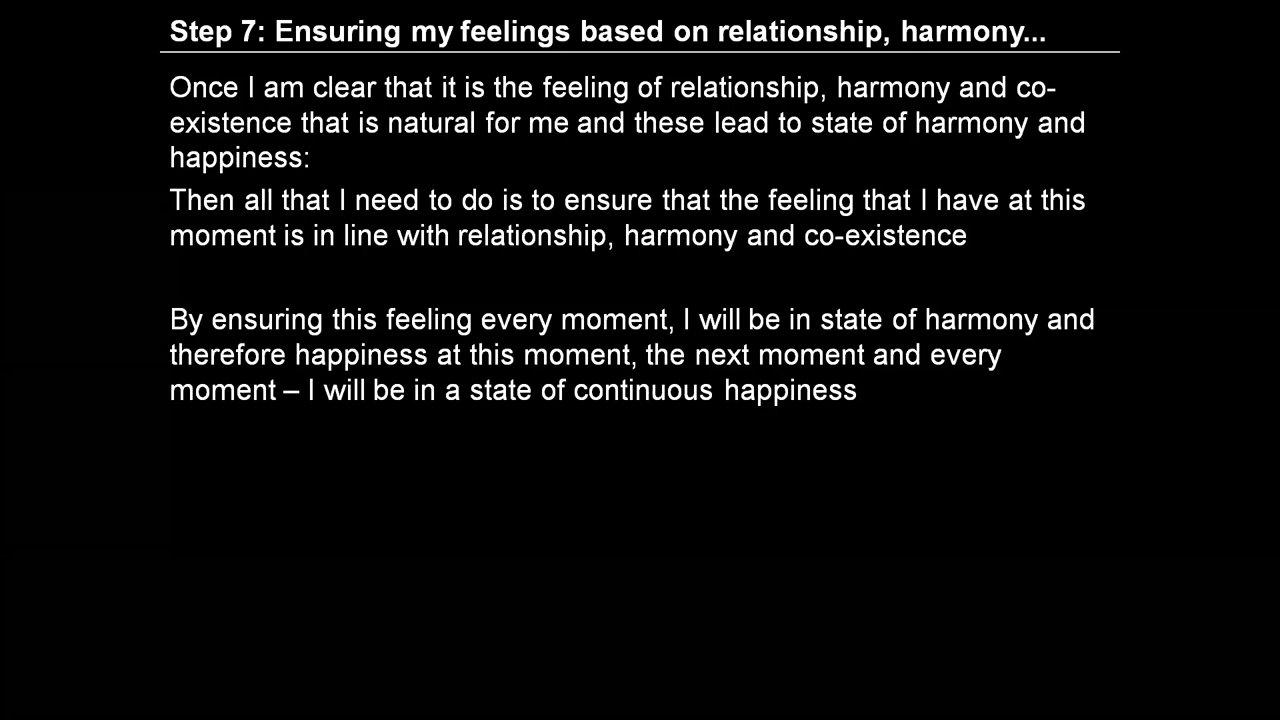 Step 7: Ensuring my feelings based on relationship, harmony...
Once I am clear that it is the feeling of relationship, harmony and co-
existence that is natural for me and these lead to state of harmony and
happiness:
Then all that I need to do is to ensure that the feeling that I have at this
moment is in line with relationship, harmony and co-existence
By ensuring this feeling every moment, I will be in state of harmony and
therefore happiness at this moment, the next moment and every
moment – I will be in a state of continuous happiness